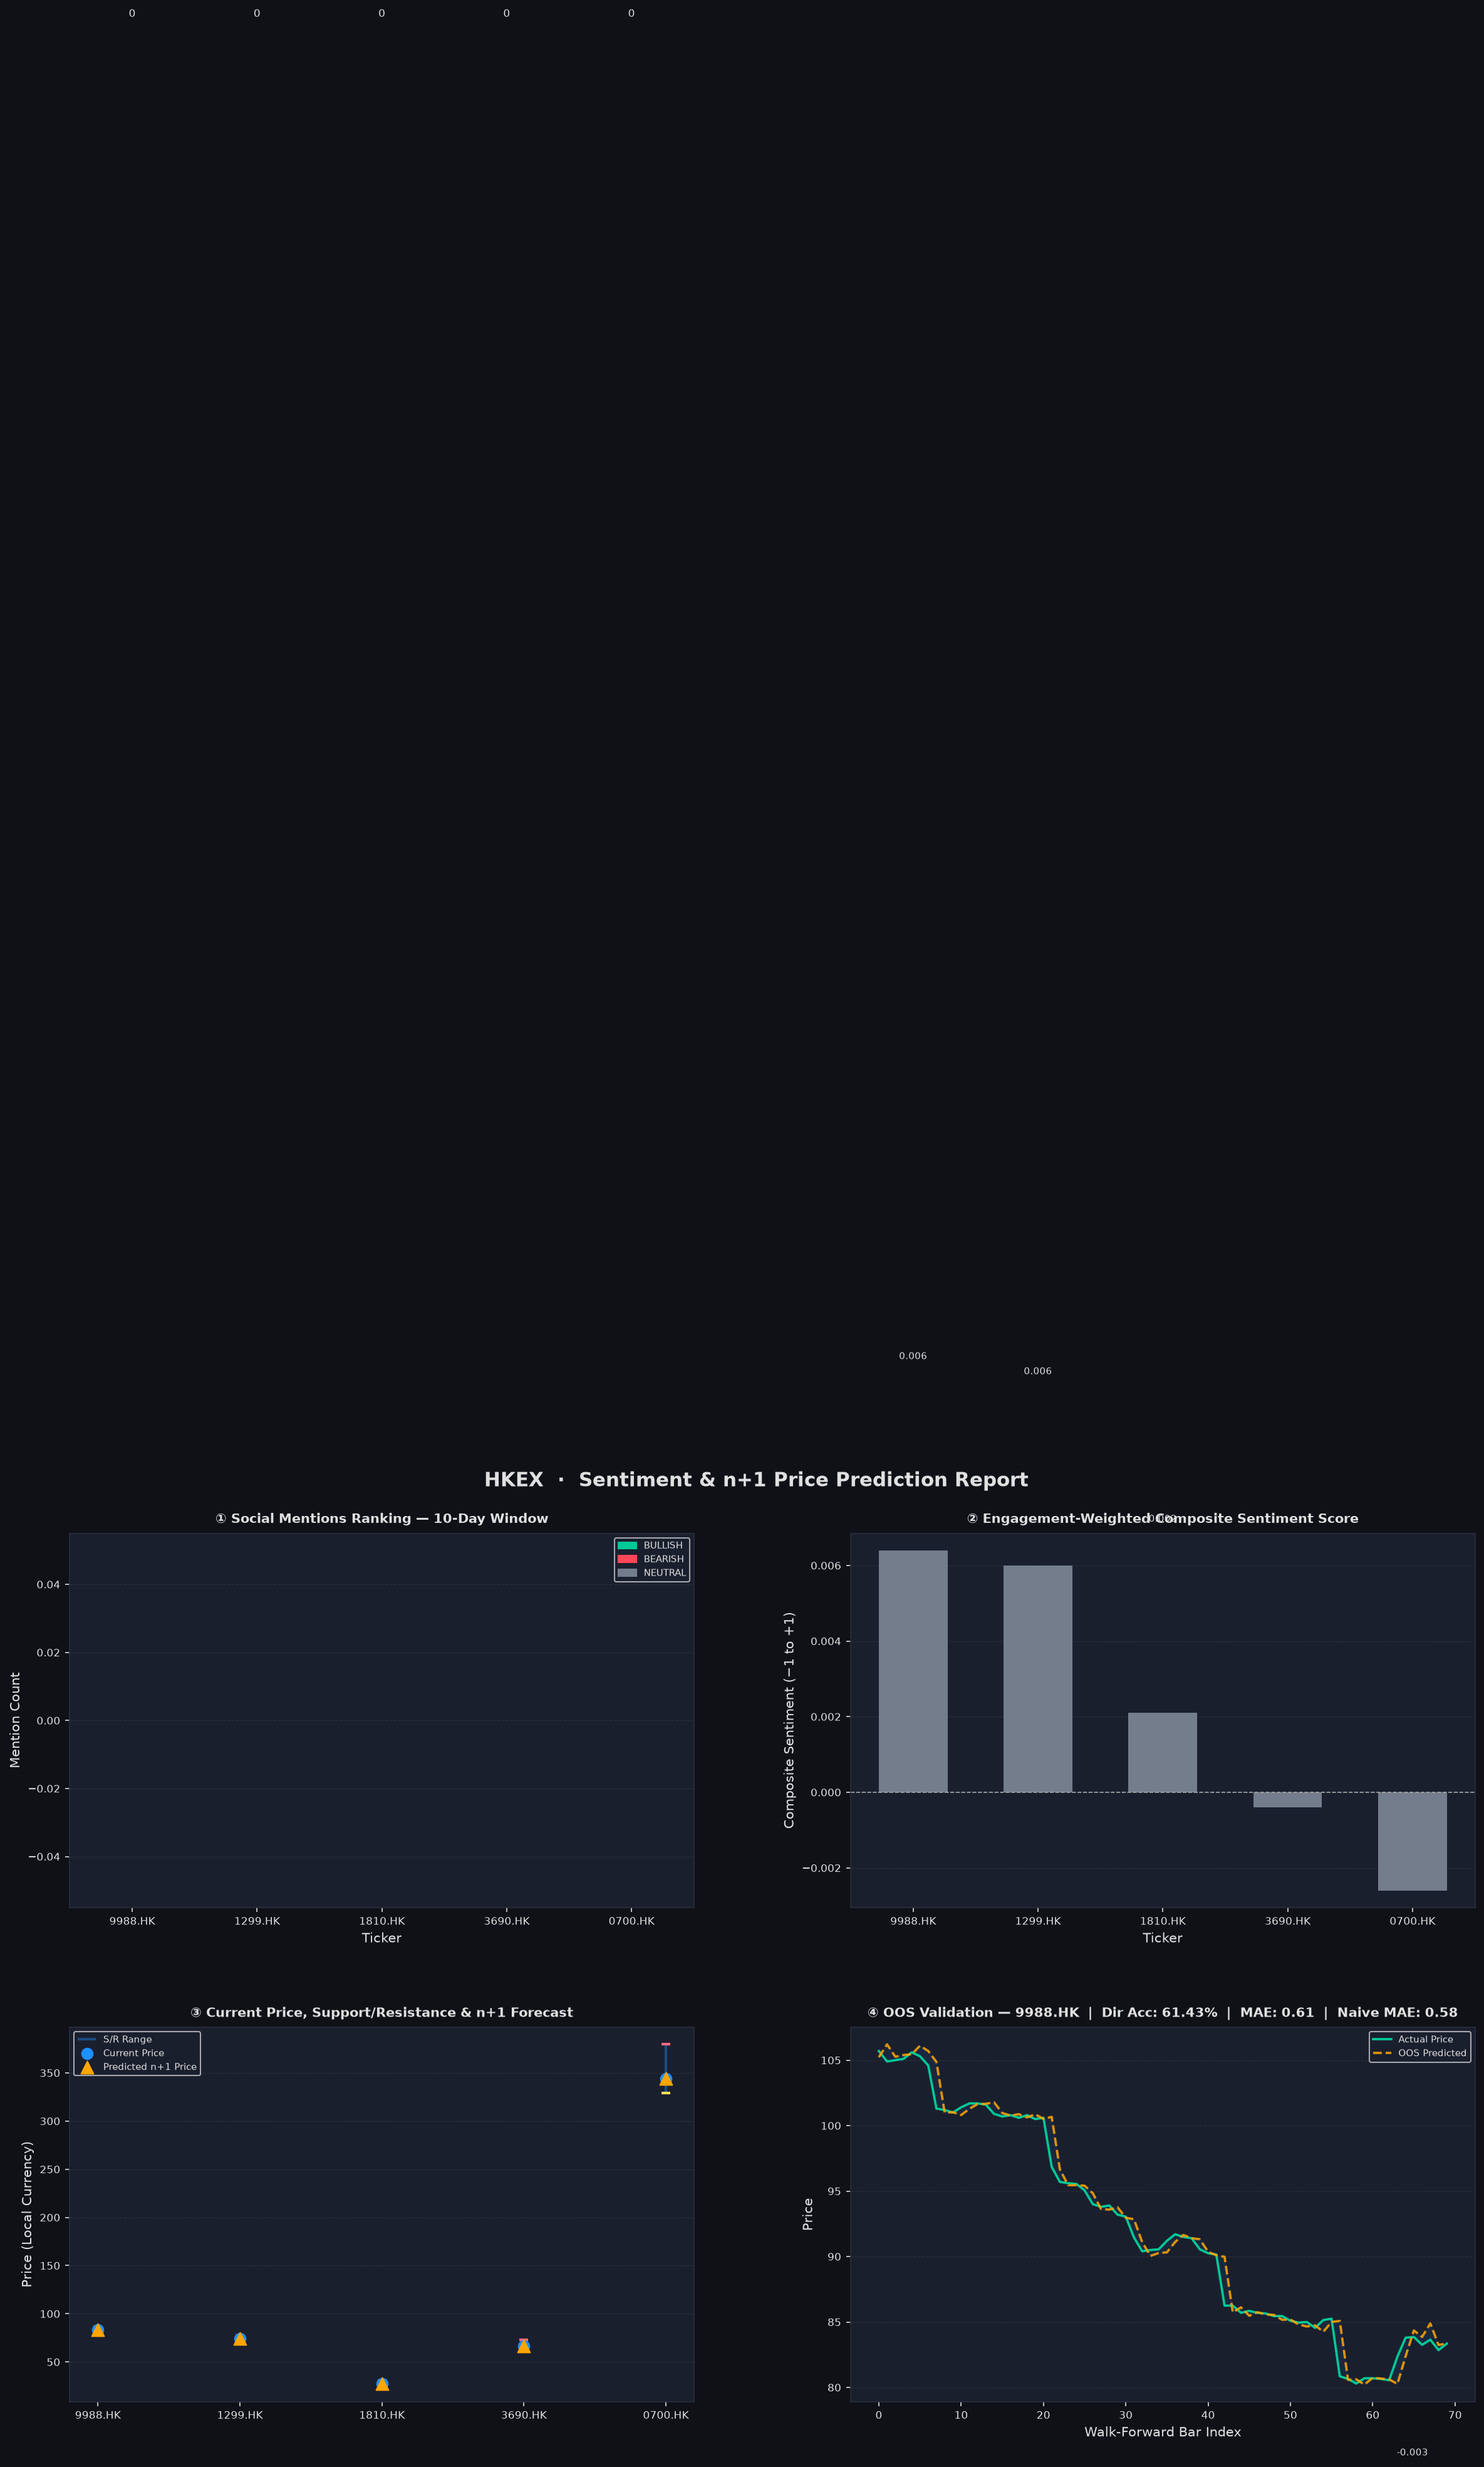 0 0 0 0 0
0.006
0.006
HKEX · Sentiment & n+1 Price Prediction Report
① Social Mentions Ranking — 10-Day Window
BULLISH
BEARISH
NEUTRAL
Mention Count
0.04
0.02
0.00
−0.02
−0.04
9988.HK 1299.HK 1810.HK 3690.HK 0700.HK
Ticker
② Engagement-Weighted Composite Sentiment Score
Composite Sentiment (−1 to +1)
0.006
0.004
0.002
0.000
−0.002
9988.HK 1299.HK 1810.HK 3690.HK 0700.HK
Ticker
③ Current Price, Support/Resistance & n+1 Forecast
S/R Range
Current Price
Predicted n+1 Price
Price (Local Currency)
350
300
250
200
150
100
50
9988.HK 1299.HK 1810.HK 3690.HK 0700.HK
④ OOS Validation — 9988.HK | Dir Acc: 61.43% | MAE: 0.61 | Naive MAE: 0.58
Actual Price
OOS Predicted
Price
105
100
95
90
85
80
0 10 20 30 40 50 60 70
Walk-Forward Bar Index
-0.003